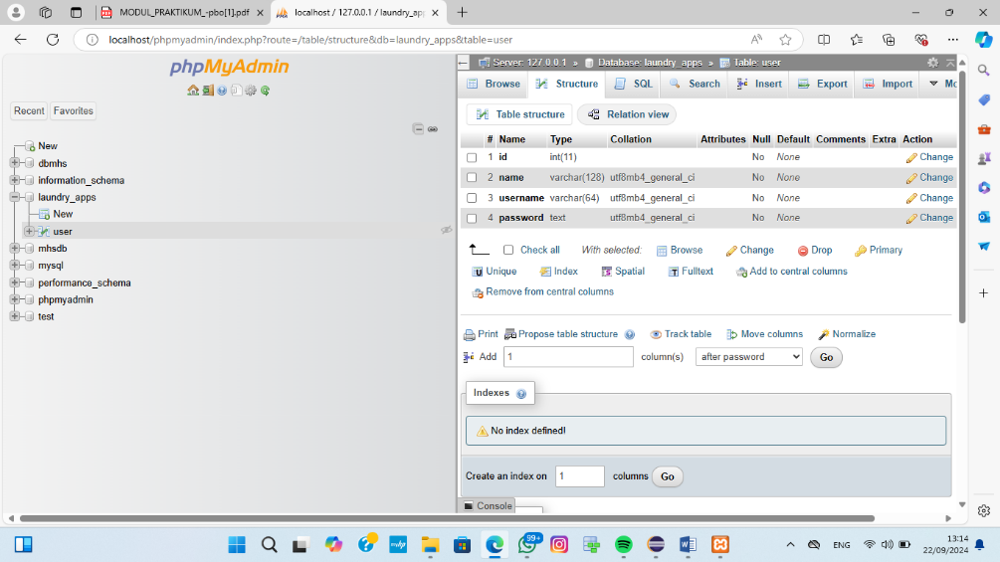 MODUL_PRAKTIKUM_-pbo[1].pdf
localhost / 127.0.0.1 / laundry_app
localhost/phpmyadmin/index.php?route=/table/structure&db=laundry_apps&table=user
phpMyAdmin
Recent Favorites
New
dbmhs
information_schema
laundry_apps
New
user
mhsdb
mysql
performance_schema
phpmyadmin
test
Server: 127.0.0.1 » Database: laundry_apps » Table: user
Browse Structure SQL Search Insert Export Import Mo
Table structure Relation view
# Name Type Collation Attributes Null Default Comments Extra Action
1 id int(11) No None Change
2 name varchar(128) utf8mb4_general_ci No None Change
3 username varchar(64) utf8mb4_general_ci No None Change
4 password text utf8mb4_general_ci No None Change
Check all With selected: Browse Change Drop Primary
Unique Index Spatial Fulltext Add to central columns
Remove from central columns
Print Propose table structure Track table Move columns Normalize
Add 1 column(s) after password Go
Indexes
No index defined!
Create an index on 1 columns Go
Console
99+
ENG
13:14
22/09/2024